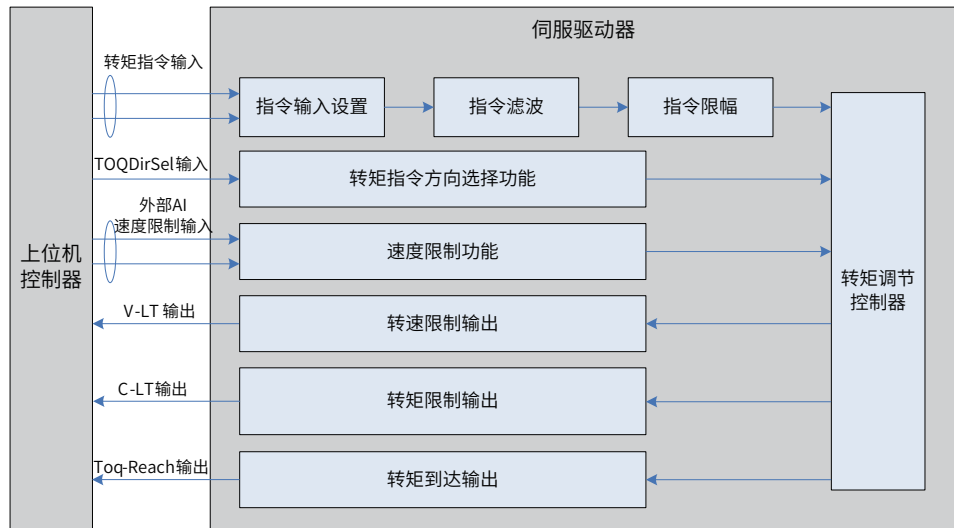 伺服驱动器
转矩指令输入
指令输入设置
指令滤波
指令限幅
TOQDirSel输入
转矩指令方向选择功能
外部AI
速度限制输入
速度限制功能
上位机
控制器
转矩调节
控制器
V-LT 输出
转速限制输出
C-LT输出
转矩限制输出
Toq-Reach输出
转矩到达输出